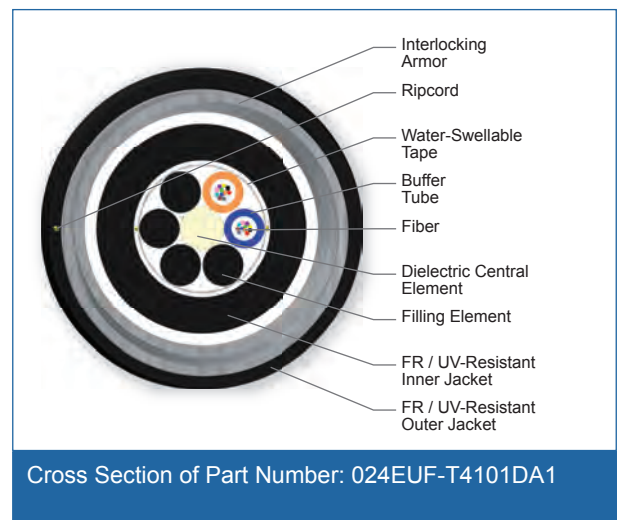 Interlocking
Armor
Ripcord
Water-Swellable
Tape
Buffer
Tube
Fiber
Dielectric Central
Element
Filling Element
FR / UV-Resistant
Inner Jacket
FR / UV-Resistant
Outer Jacket
Cross Section of Part Number: 024EUF-T4101DA1